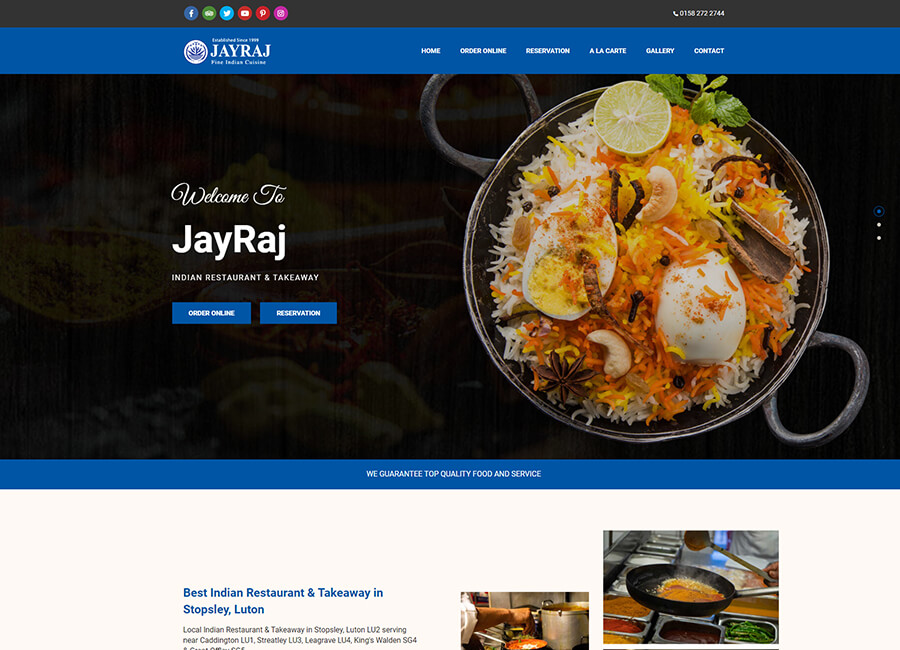 0158 272 2744
Established Since 1999
JAYRAJ
Fine Indian Cuisine
HOME
ORDER ONLINE
RESERVATION
A LA CARTE
GALLERY
CONTACT
Welcome To
JayRaj
INDIAN RESTAURANT & TAKEAWAY
ORDER ONLINE
RESERVATION
WE GUARANTEE TOP QUALITY FOOD AND SERVICE
Best Indian Restaurant & Takeaway in
Stopsley, Luton
Local Indian Restaurant & Takeaway in Stopsley, Luton LU2 serving
near Caddington LU1, Streatley LU3, Leagrave LU4, King's Walden SG4